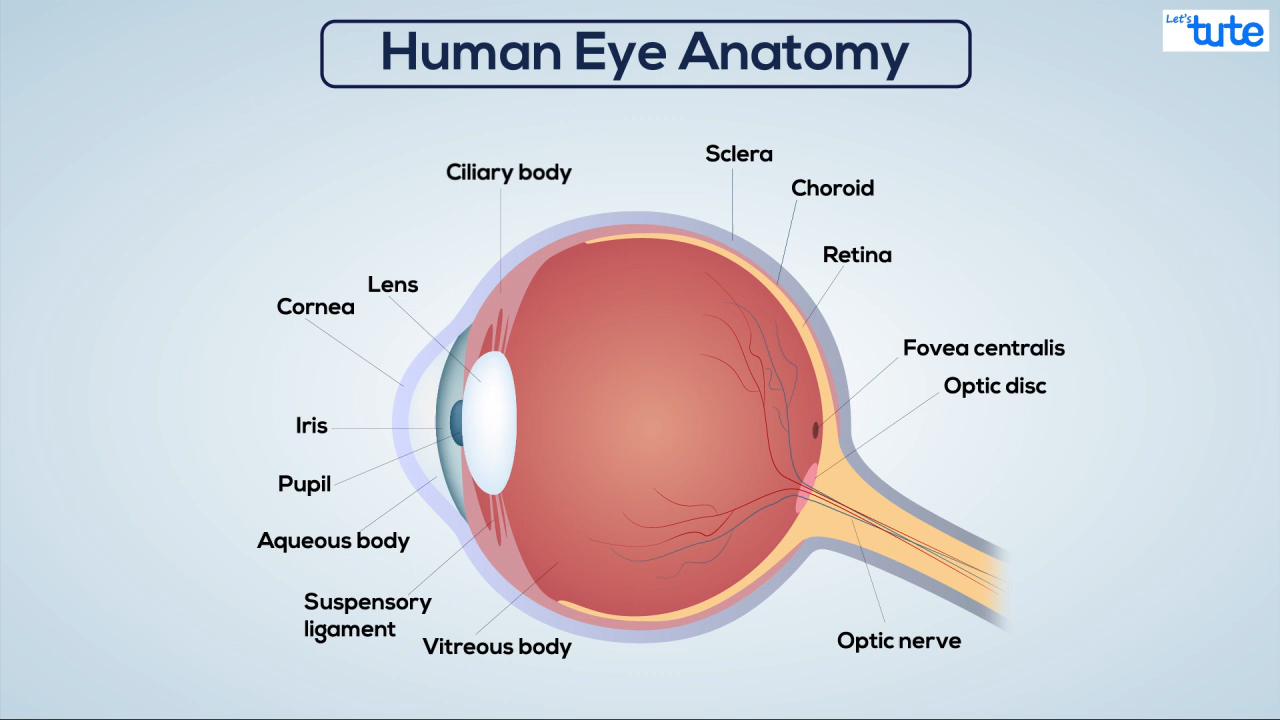 Let's
tute
Human Eye Anatomy
Sclera
Ciliary body
Choroid
Retina
Lens
Cornea
Fovea centralis
Optic disc
Iris
Pupil
Aqueous body
Suspensory
ligament
Vitreous body
Optic nerve